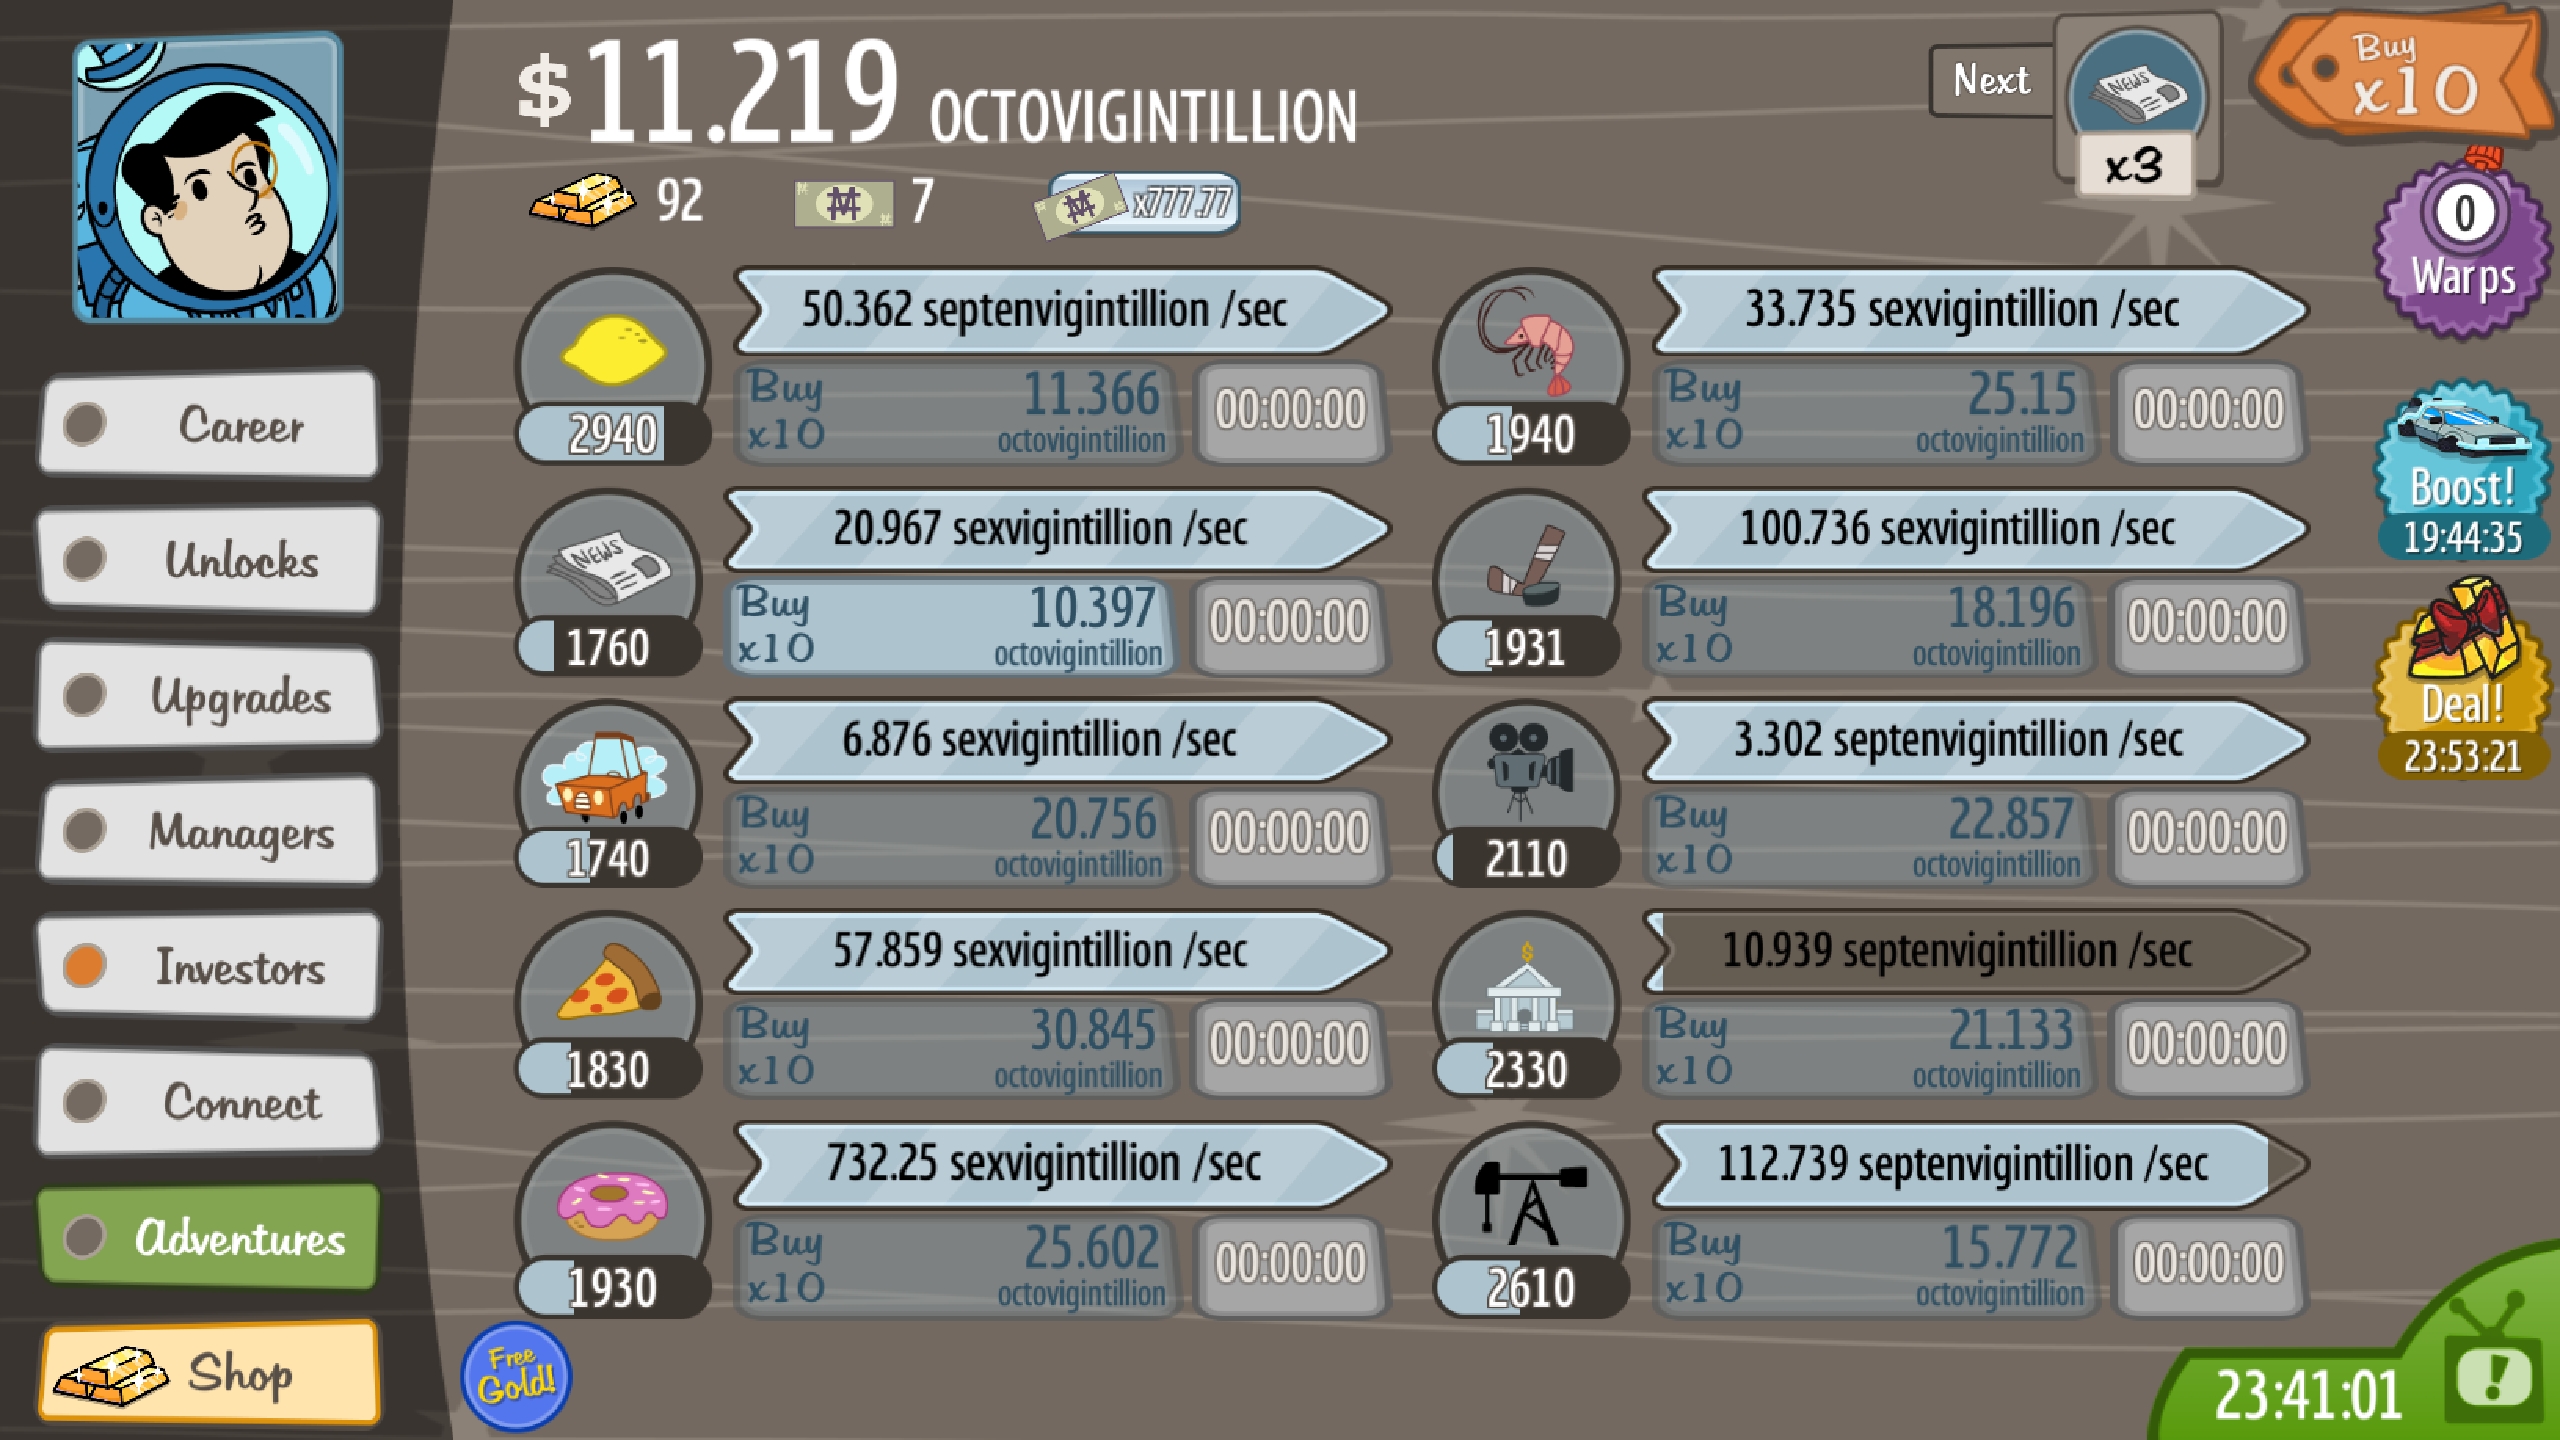 $11.219 OCTOVIGINTILLION
92
7
x777.77
Next
NEWS
x3
Buy
x10
0
Warps
Boost!
19:44:35
Deal!
23:53:21
Career
Unlocks
Upgrades
Managers
Investors
Connect
Adventures
Shop
50.362 septenvigintillion /sec
2940
Buy
x10
11.366
octovigintillion
00:00:00
33.735 sexvigintillion /sec
1940
Buy
x10
25.15
octovigintillion
00:00:00
20.967 sexvigintillion /sec
NEWS
1760
Buy
x10
10.397
octovigintillion
00:00:00
100.736 sexvigintillion /sec
1931
Buy
x10
18.196
octovigintillion
00:00:00
6.876 sexvigintillion /sec
1740
Buy
x10
20.756
octovigintillion
00:00:00
3.302 septenvigintillion /sec
2110
Buy
x10
22.857
octovigintillion
00:00:00
57.859 sexvigintillion /sec
1830
Buy
x10
30.845
octovigintillion
00:00:00
10.939 septenvigintillion /sec
2330
Buy
x10
21.133
octovigintillion
00:00:00
732.25 sexvigintillion /sec
1930
Buy
x10
25.602
octovigintillion
00:00:00
112.739 septenvigintillion /sec
2610
Buy
x10
15.772
octovigintillion
00:00:00
Free
Gold!
23:41:01
!